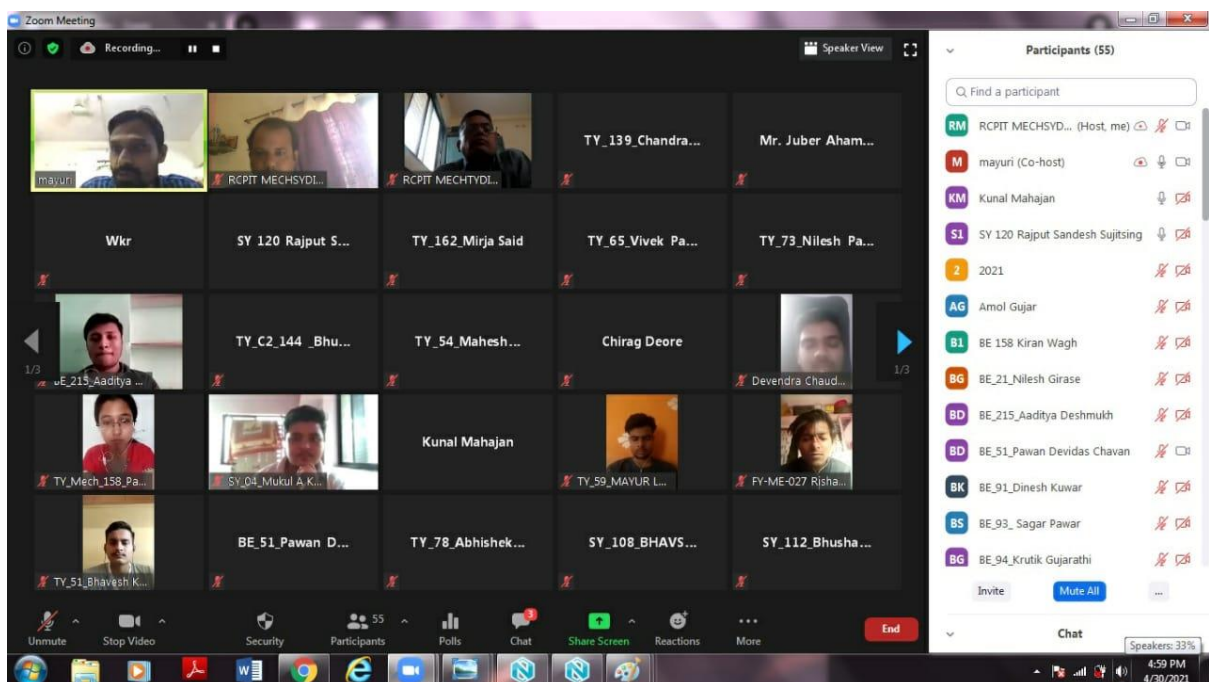 Zoom Meeting
Recording...
Speaker View
mayuri
RCPIT MECHSYDI...
RCPIT MECHTYDI...
TY_139_Chandra...
Mr. Juber Aham...
Wkr
SY 120 Rajput S...
TY_162_Mirja Said
TY_65_Vivek Pa...
TY_73_Nilesh Pa...
1/3
BE_215_Aaditya ...
TY_C2_144 _Bhu...
TY_54_Mahesh...
Chirag Deore
Devendra Chaud...
1/3
TY_Mech_158_Pa...
SY_04_Mukul A K...
Kunal Mahajan
TY_59_MAYUR L...
FY-ME-027 Risha...
TY_51_Bhavesh K...
BE_51_Pawan D...
TY_78_Abhishek...
SY_108_BHAVS...
SY_112_Bhusha...
Unmute
Stop Video
Security
55
Participants
Polls
3
Chat
Share Screen
Reactions
More
End
Participants (55)
Find a participant
RM RCPIT MECHSYD... (Host, me)
M mayuri (Co-host)
KM Kunal Mahajan
S1 SY 120 Rajput Sandesh Sujitsing
2 2021
AG Amol Gujar
B1 BE 158 Kiran Wagh
BG BE_21_Nilesh Girase
BD BE_215_Aaditya Deshmukh
BD BE_51_Pawan Devidas Chavan
BK BE_91_Dinesh Kuwar
BS BE_93_ Sagar Pawar
BG BE_94_Krutik Gujarathi
Invite
Mute All
...
Chat
Speakers: 33%
4:59 PM
4/30/2021